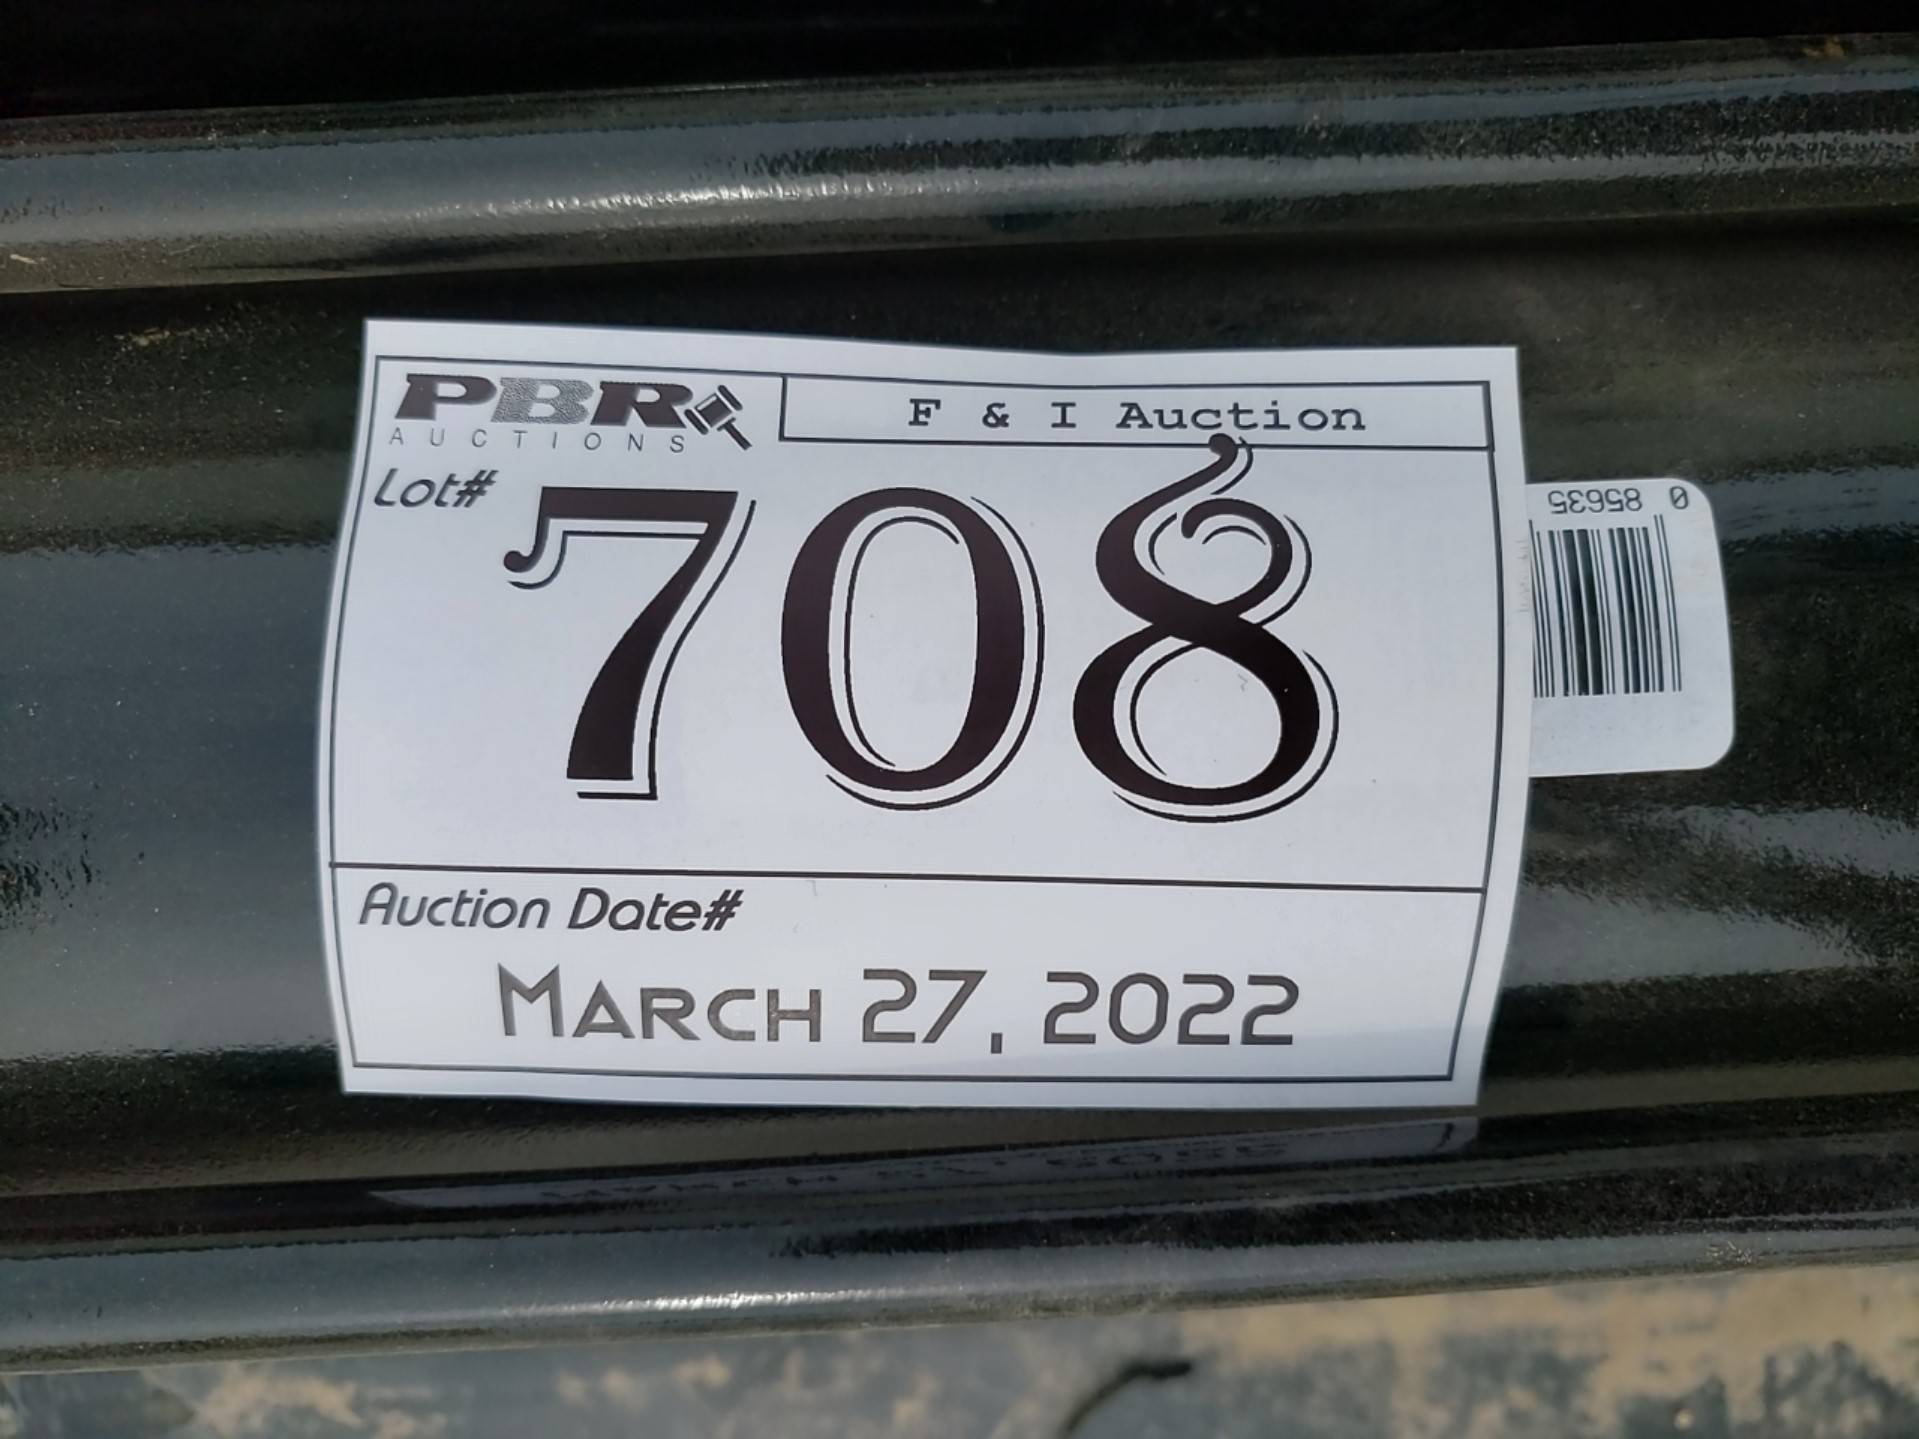 PBR
AUCTIONS
F & I Auction
Lot#
708
Auction Date#
MARCH 27, 2022
0 85635